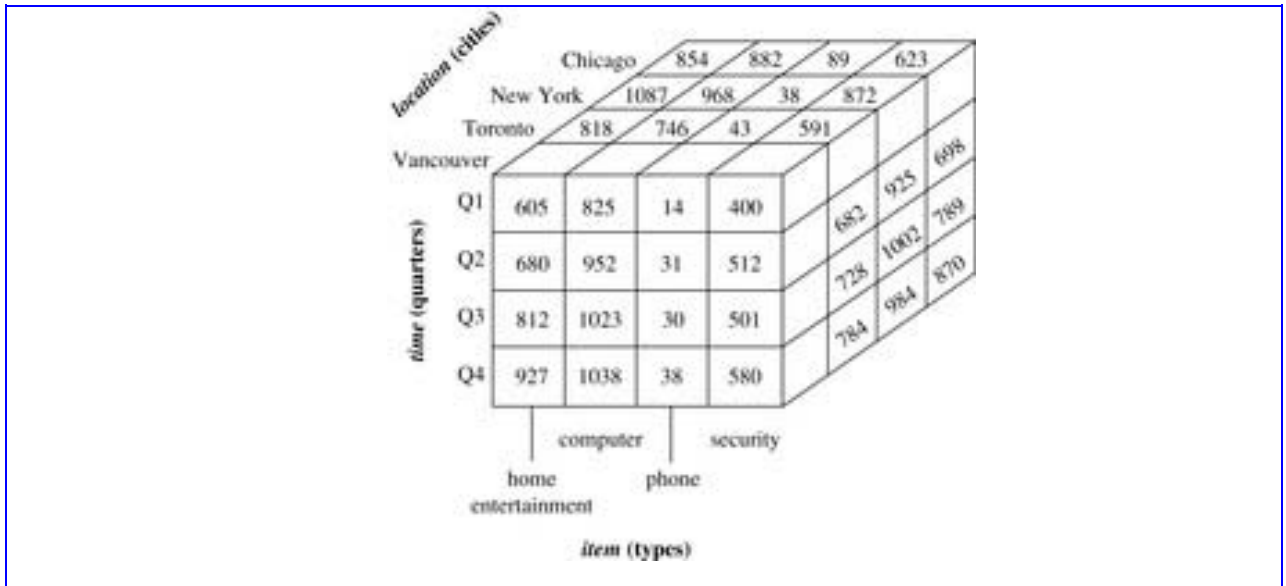 location (cities)
Chicago 854 882 89 623
New York 1087 968 38 872
Toronto 818 746 43 591
Vancouver
time (quarters)
Q1 605 825 14 400
Q2 680 952 31 512
Q3 812 1023 30 501
Q4 927 1038 38 580
682 925 698
728 1002 789
784 984 870
computer security
home phone
entertainment
item (types)